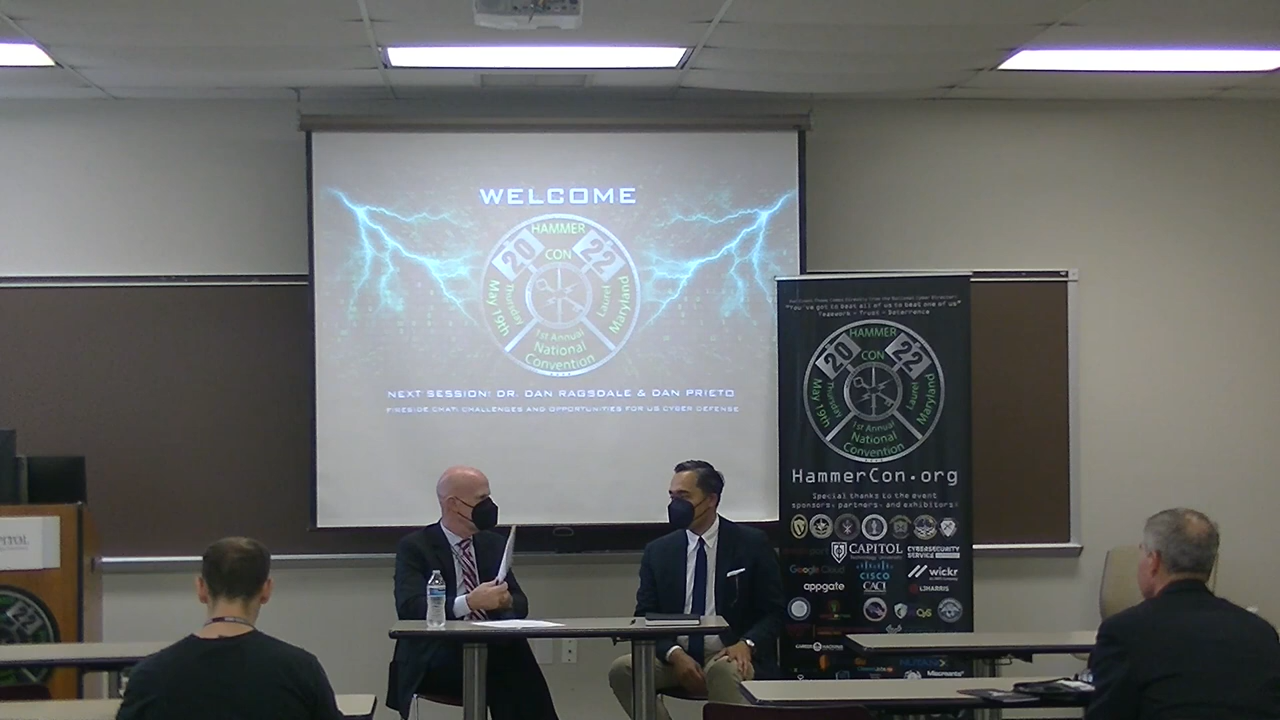 WELCOME
HAMMER
CON
20 22
May 19th
Thursday
Laurel
Maryland
1st Annual
National
Convention
NEXT SESSION: DR. DAN RAGSDALE & DAN PRIETO
FIRESIDE CHAT: CHALLENGES AND OPPORTUNITIES FOR US CYBER DEFENSE
"You've got to beat all of us to beat one of us"
Teamwork - Trust - Deterrence
HAMMER
CON
20 22
May 19th
Thursday
Laurel
Maryland
1st Annual
National
Convention
HammerCon.org
Special thanks to the event
sponsors, partners, and exhibitors!
CAPITOL
Technology University
CYBERSECURITY
SERVICE
Google Cloud
CISCO
wickr
appgate
CACI
L3HARRIS
NUTANIX